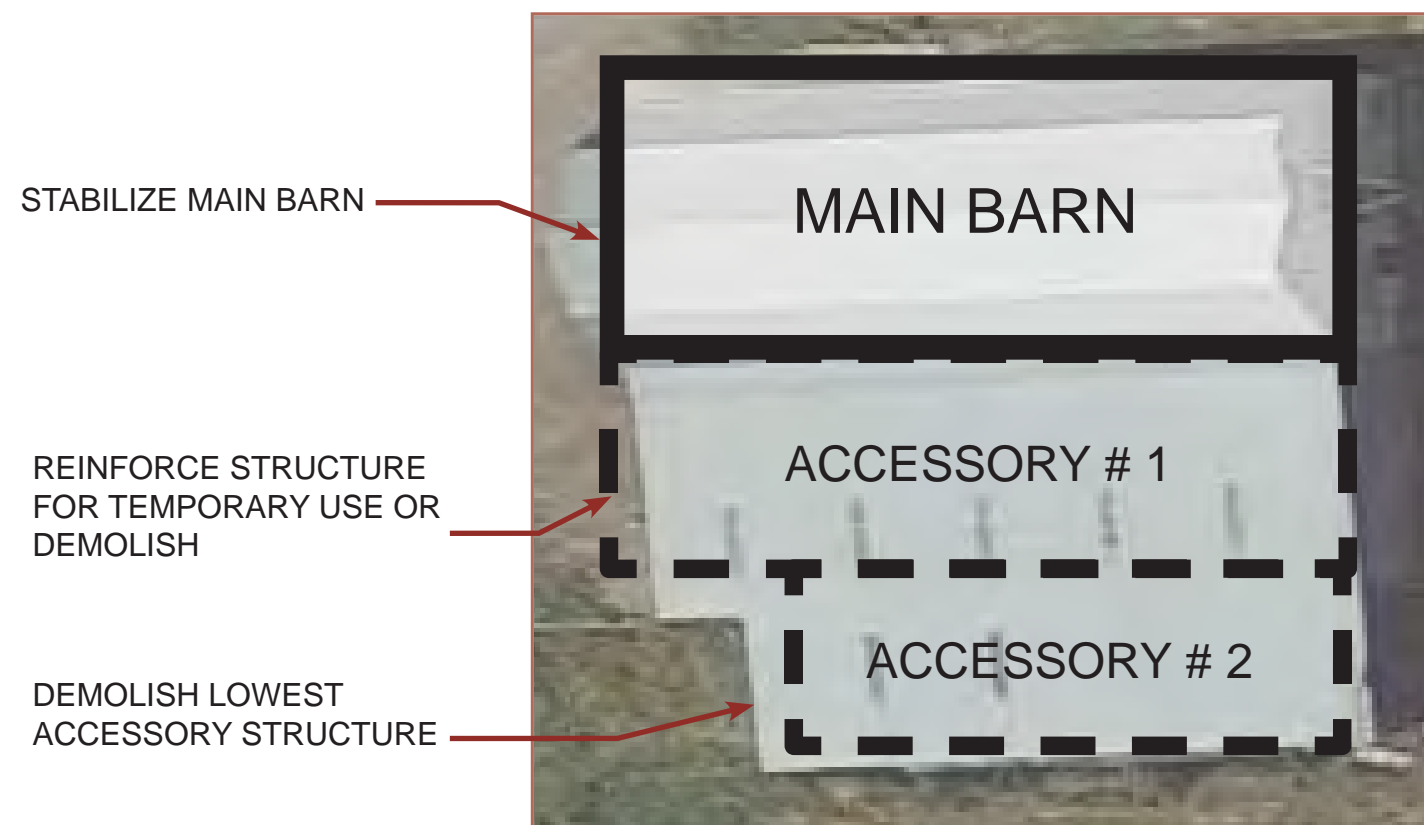 STABILIZE MAIN BARN
MAIN BARN
REINFORCE STRUCTURE
FOR TEMPORARY USE OR
DEMOLISH
ACCESSORY # 1
DEMOLISH LOWEST
ACCESSORY STRUCTURE
ACCESSORY # 2